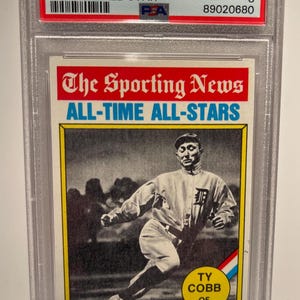 PSA
89020680
The Sporting News
ALL-TIME ALL-STARS
D
TY
COBB
OF